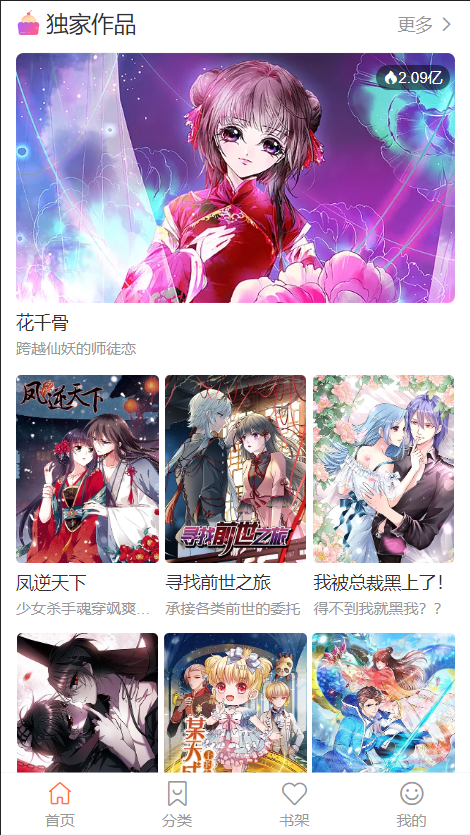 独家作品
更多
2.09亿
花千骨
跨越仙妖的师徒恋
凤逆天下
寻找前世之旅
凤逆天下
寻找前世之旅
我被总裁黑上了!
少女杀手魂穿飒爽...
承接各类前世的委托
得不到我就黑我？？
某天成
首页
分类
书架
我的